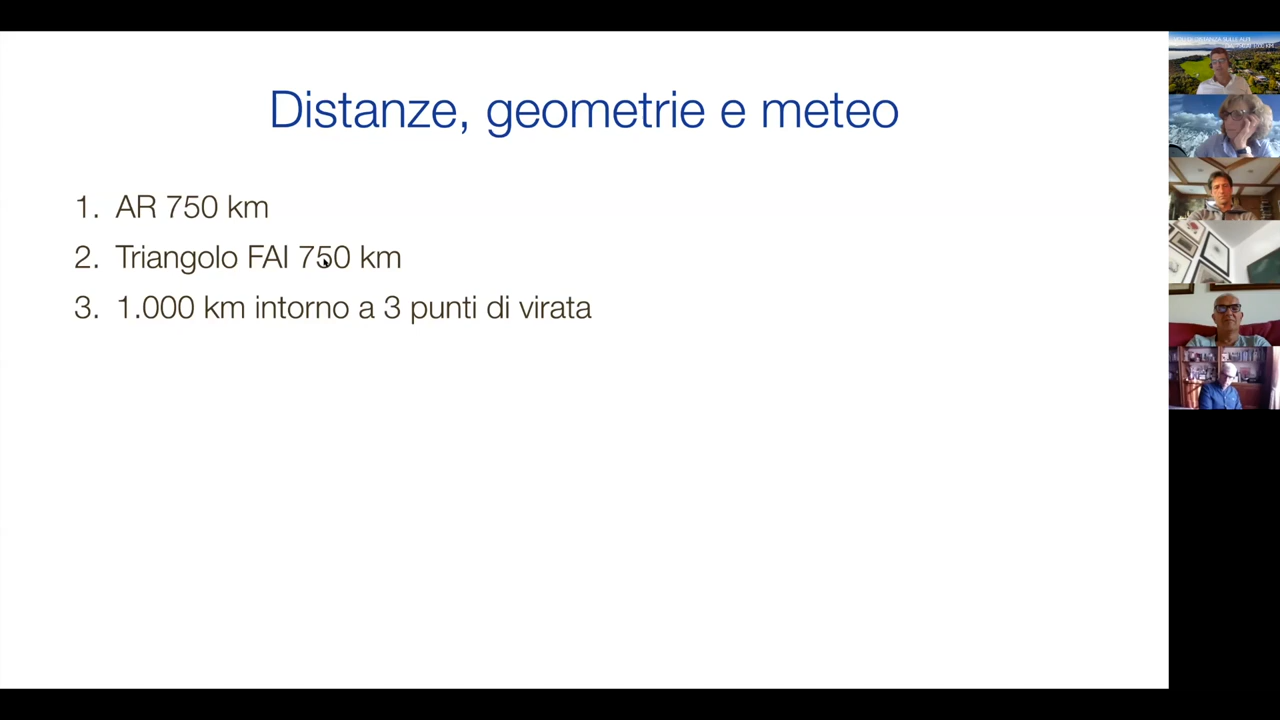 Distanze, geometrie e meteo
1. AR 750 km
2. Triangolo FAI 750 km
3. 1.000 km intorno a 3 punti di virata